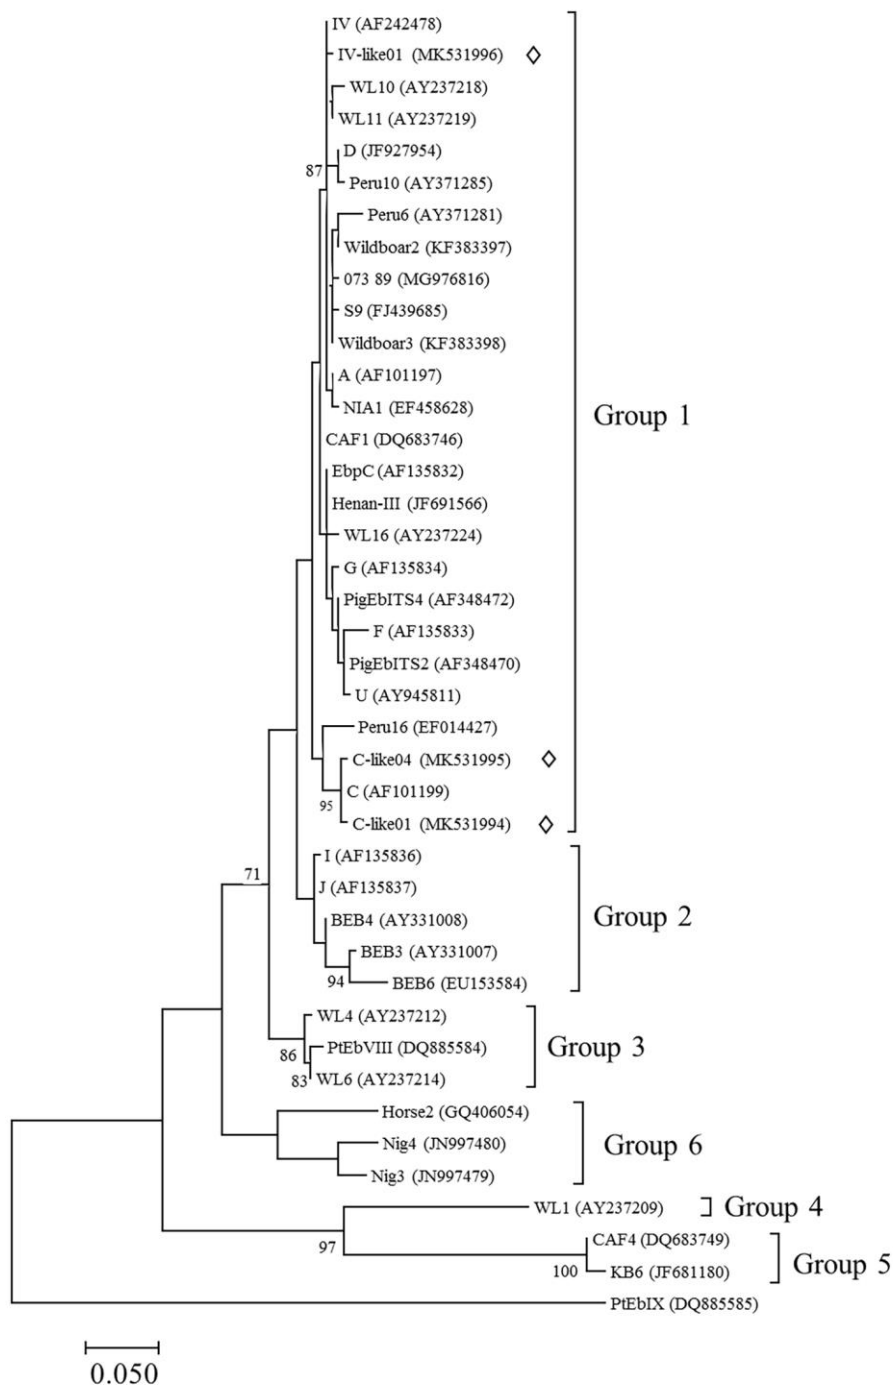 IV (AF242478)
IV-like01 (MK531996)
WL10 (AY237218)
WL11 (AY237219)
D (JF927954)
87
Peru10 (AY371285)
Peru6 (AY371281)
Wildboar2 (KF383397)
073 89 (MG976816)
S9 (FJ439685)
Wildboar3 (KF383398)
A (AF101197)
NIA1 (EF458628)
Group 1
CAF1 (DQ683746)
EbpC (AF135832)
Henan-III (JF691566)
WL16 (AY237224)
G (AF135834)
PigEbITS4 (AF348472)
F (AF135833)
PigEbITS2 (AF348470)
U (AY945811)
Peru16 (EF014427)
C-like04 (MK531995)
C (AF101199)
95
C-like01 (MK531994)
I (AF135836)
71
J (AF135837)
BEB4 (AY331008)
Group 2
BEB3 (AY331007)
94
BEB6 (EU153584)
WL4 (AY237212)
PtEbVIII (DQ885584)
Group 3
86
83
WL6 (AY237214)
Horse2 (GQ406054)
Nig4 (JN997480)
Group 6
Nig3 (JN997479)
WL1 (AY237209)
Group 4
97
CAF4 (DQ683749)
Group 5
100
KB6 (JF681180)
PtEbIX (DQ885585)
0.050